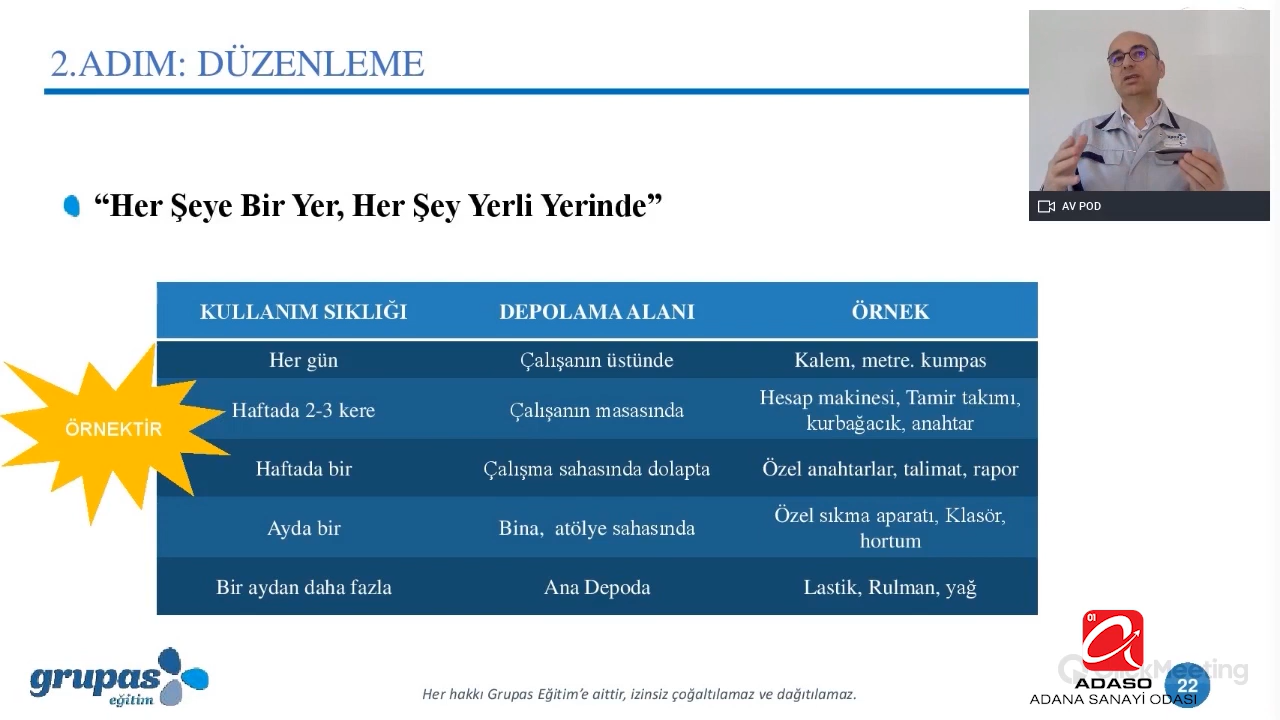 2.ADIM: DÜZENLEME
AV POD
“Her Şeye Bir Yer, Her Şey Yerli Yerinde”
KULLANIM SIKLIĞI DEPOLAMA ALANI ÖRNEK
Her gün Çalışanın üstünde Kalem, metre. kumpas
Haftada 2-3 kere Çalışanın masasında Hesap makinesi, Tamir takımı,
kurbağacık, anahtar
ÖRNEKTİR
Haftada bir Çalışma sahasında dolapta Özel anahtarlar, talimat, rapor
Ayda bir Bina, atölye sahasında Özel sıkma aparatı, Klasör,
hortum
Bir aydan daha fazla Ana Depoda Lastik, Rulman, yağ
grupas
eğitim
Her hakkı Grupas Eğitim’e aittir, izinsiz çoğaltılamaz ve dağıtılamaz.
01
ClickMeeting
ADASO
22
ADANA SANAYİ ODASI